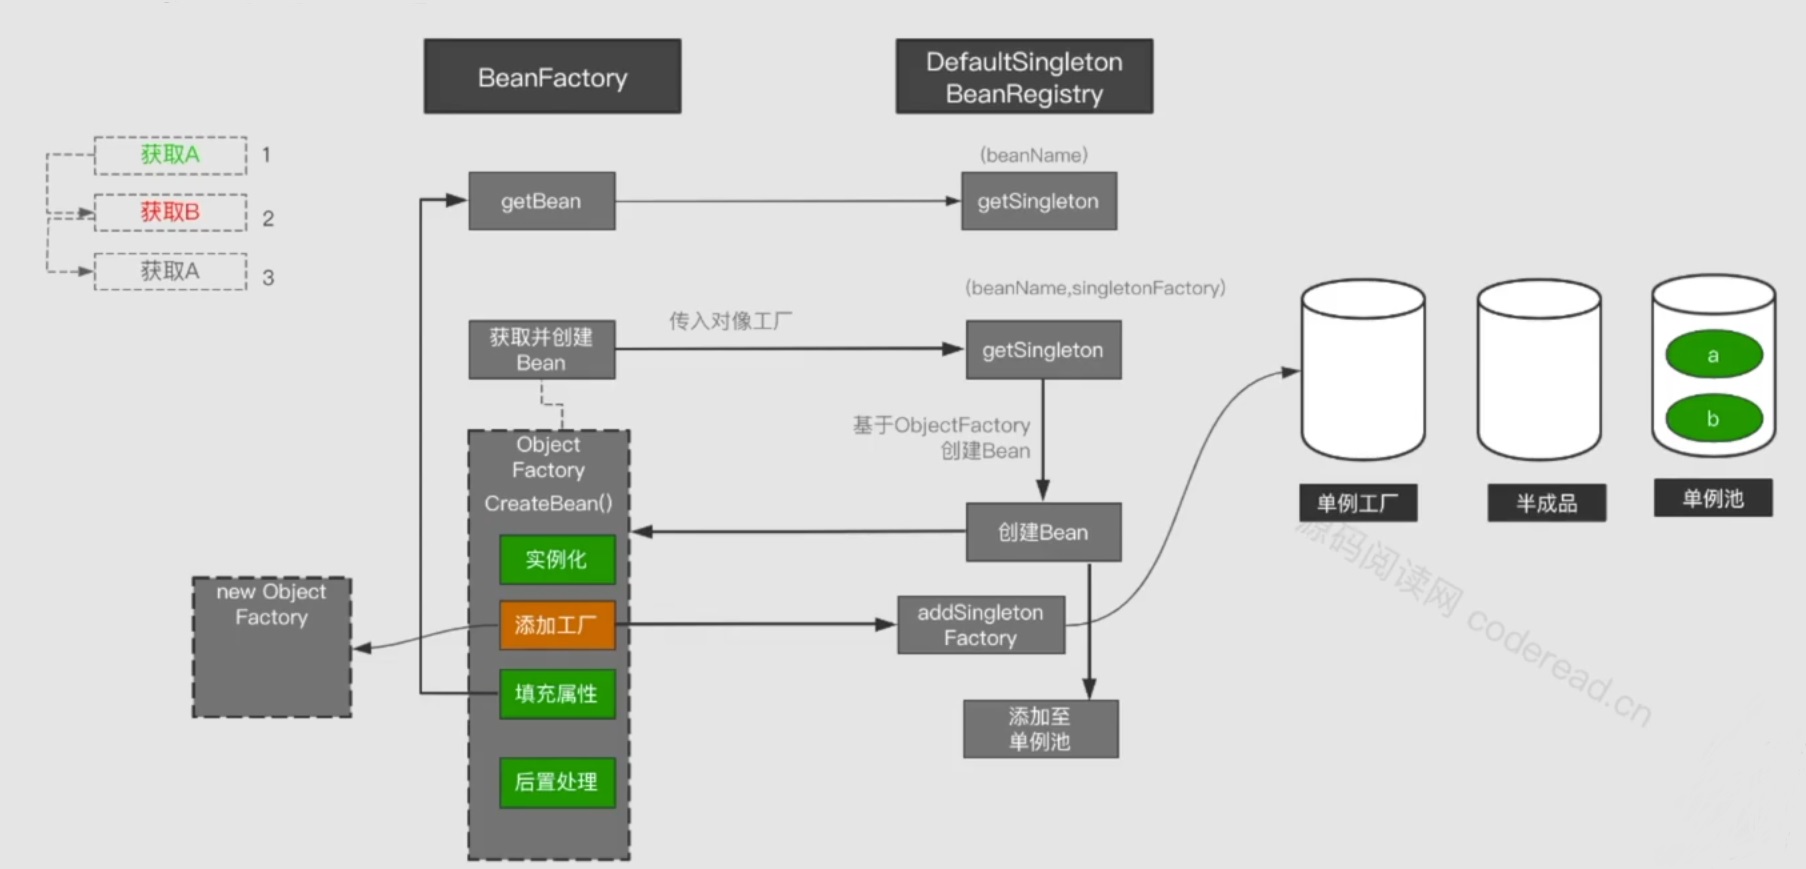 BeanFactory
DefaultSingleton
BeanRegistry
获取A
1
获取B
2
获取A
3
(beanName)
getBean
getSingleton
(beanName,singletonFactory)
获取并创建
Bean
传入对像工厂
getSingleton
a
b
基于ObjectFactory
创建Bean
Object
Factory
CreateBean()
单例工厂
半成品
单例池
实例化
创建Bean
new Object
Factory
添加工厂
addSingleton
Factory
填充属性
添加至
单例池
后置处理
源码阅读网 coderead.cn